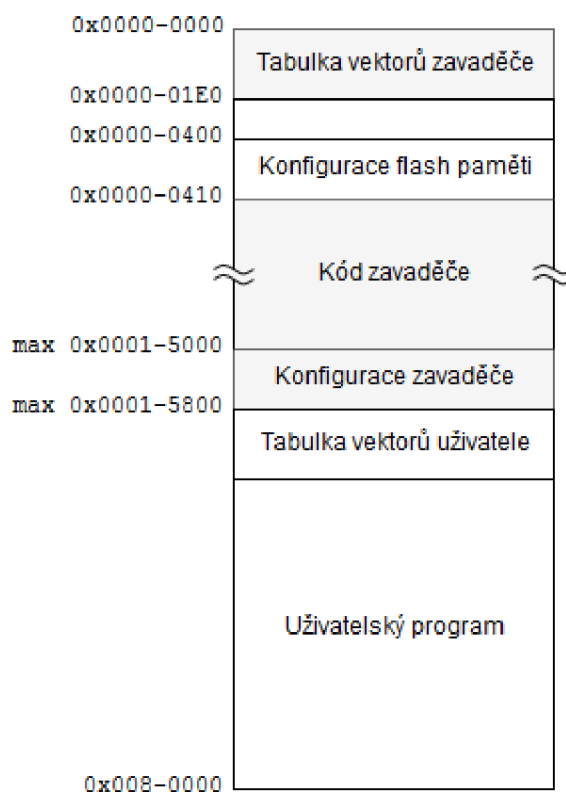 0x0000-0000
Tabulka vektorů zavaděče
0x0000-01E0
0x0000-0400
Konfigurace flash paměti
0x0000-0410
Kód zavaděče
max 0x0001-5000
Konfigurace zavaděče
max 0x0001-5800
Tabulka vektorů uživatele
Uživatelský program
0x008-0000